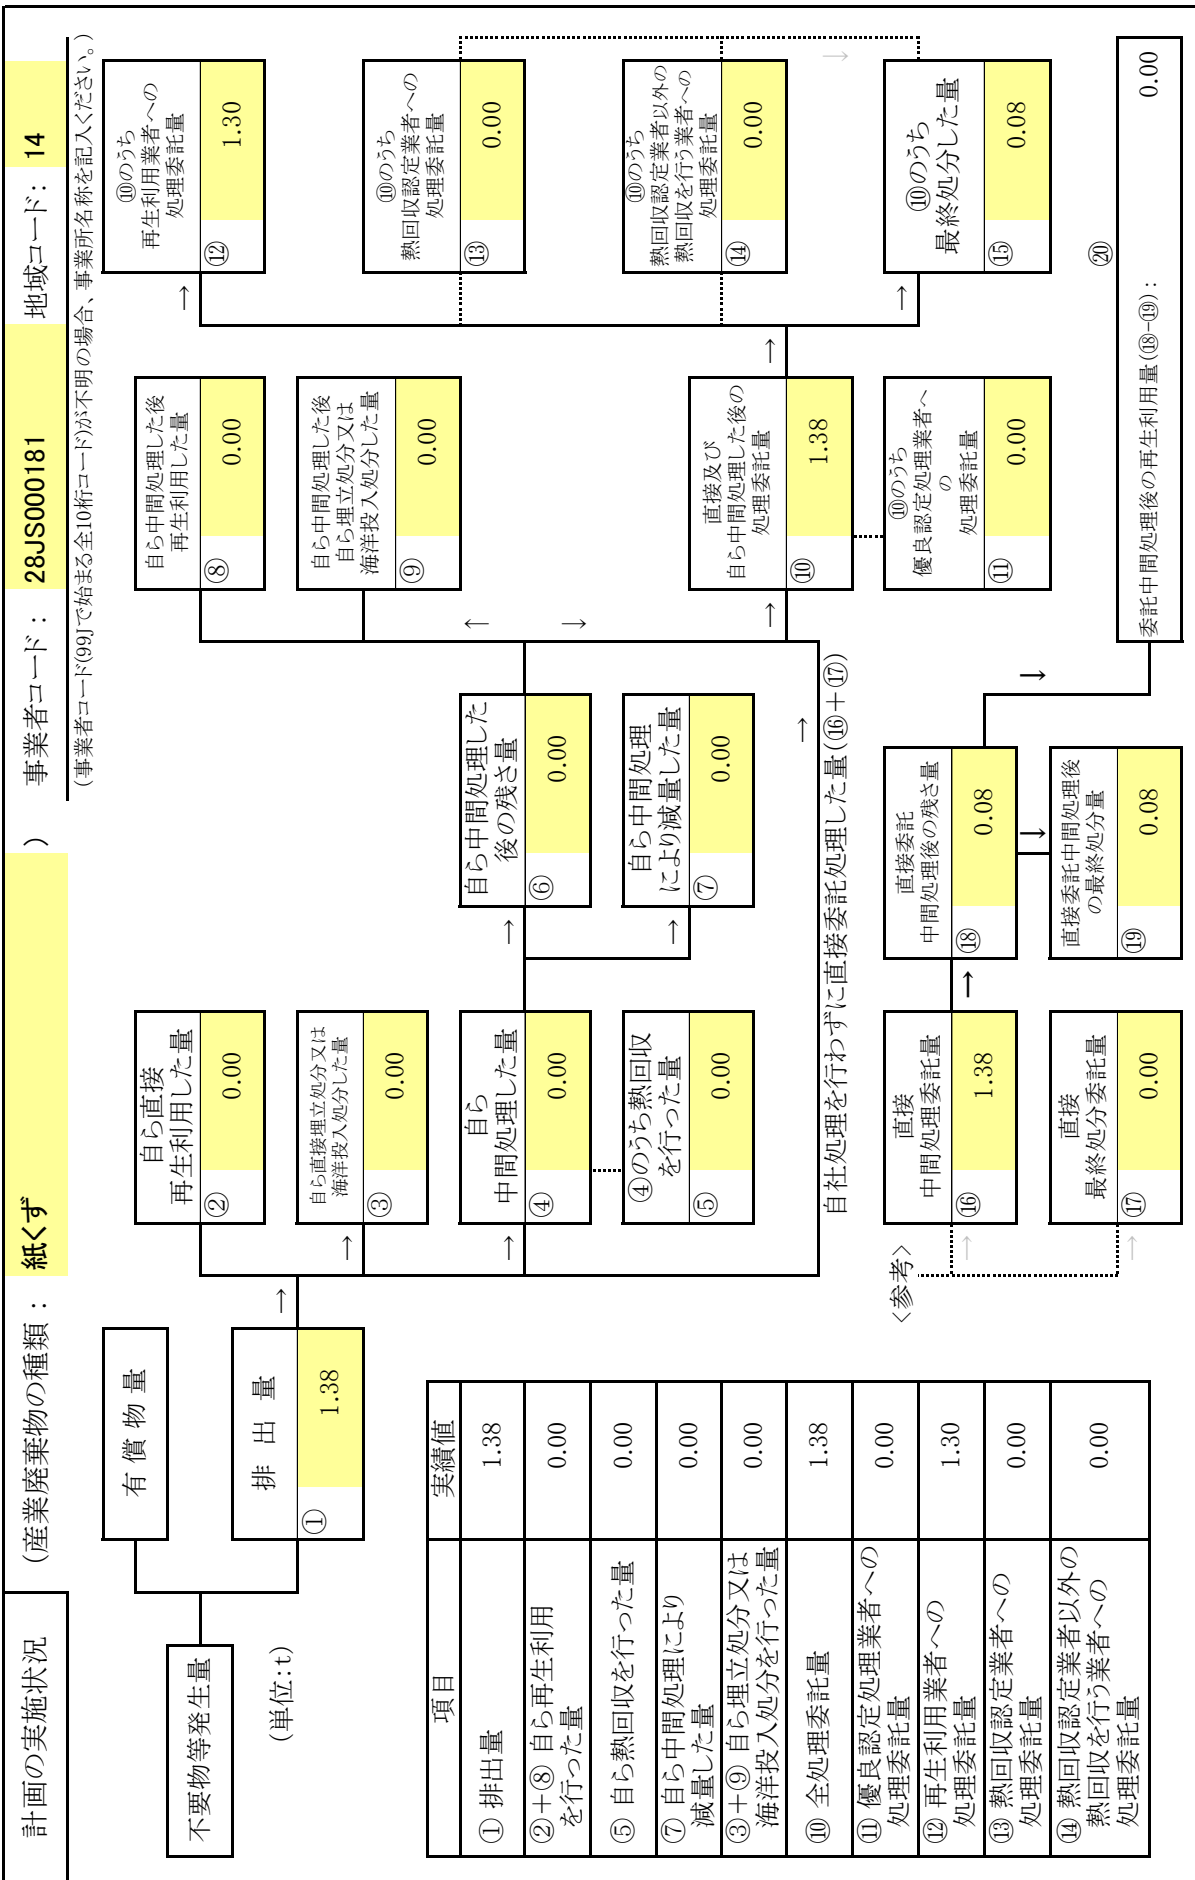 計画の実施状況
(産業廃棄物の種類：
紙くず
)
事業者コード：
28JS000181
地域コード：
14
(事業者コード(99Jで始まる全10桁コード)が不明の場合、事業所名称を記入ください。)
不要物等発生量
(単位:t)
有償物量
排出量
①
1.38
→
自ら直接
再生利用した量
②
0.00
→
自ら直接埋立処分又は
海洋投入処分した量
③
0.00
→
自ら
中間処理した量
④
0.00
④のうち熱回収
を行った量
⑤
0.00
→
自ら中間処理した
後の残さ量
⑥
0.00
→
自ら中間処理
により減量した量
⑦
0.00
↑
↓
自ら中間処理した後
再生利用した量
⑧
0.00
自ら中間処理した後
自ら埋立処分又は
海洋投入処分した量
⑨
0.00
→
直接及び
自ら中間処理した後の
処理委託量
⑩
1.38
→
⑩のうち
優良認定処理業者へ
の
処理委託量
⑪
0.00
→
⑩のうち
再生利用業者への
処理委託量
⑫
1.30
⑩のうち
熱回収認定業者への
処理委託量
⑬
0.00
⑩のうち
熱回収認定業者以外の
熱回収を行う業者への
処理委託量
⑭
0.00
↓
→
⑩のうち
最終処分した量
⑮
0.08
→
自社処理を行わずに直接委託処理した量(⑯＋⑰)
<参考>
→
直接
中間処理委託量
⑯
1.38
→
直接
最終処分委託量
⑰
0.00
→
直接委託
中間処理後の残さ量
⑱
0.08
↓
直接委託中間処理後
の最終処分量
⑲
0.08
↓
⑳
委託中間処理後の再生利用量(⑱-⑲)：
0.00
項目
実績値
① 排出量
1.38
②＋⑧ 自ら再生利用
を行った量
0.00
⑤ 自ら熱回収を行った量
0.00
⑦ 自ら中間処理により
減量した量
0.00
③＋⑨ 自ら埋立処分又は
海洋投入処分を行った量
0.00
⑩ 全処理委託量
1.38
⑪ 優良認定処理業者への
処理委託量
0.00
⑫ 再生利用業者への
処理委託量
1.30
⑬ 熱回収認定業者への
処理委託量
0.00
⑭ 熱回収認定業者以外の
熱回収を行う業者への
処理委託量
0.00